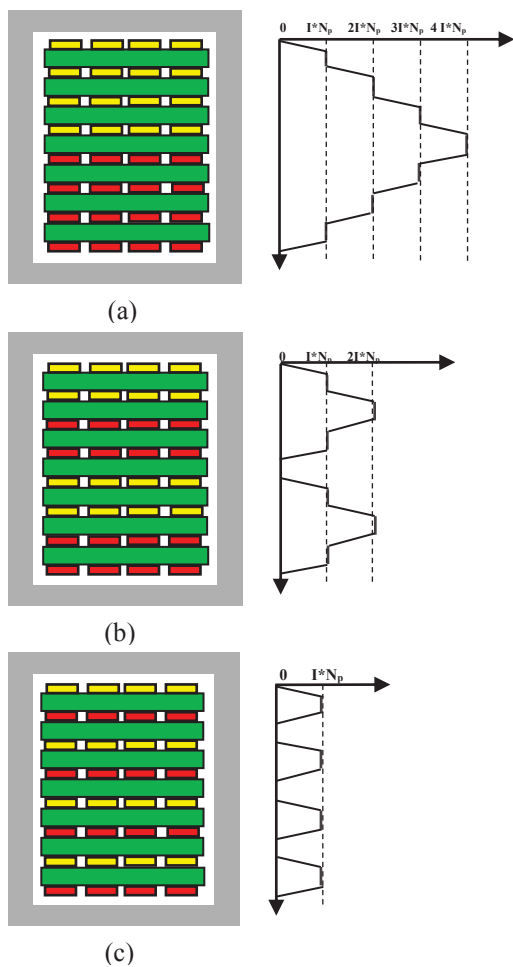 0 I*Nₚ 2I*Nₚ 3I*Nₚ 4 I*Nₚ
(a)
0 I*Nₚ 2I*Nₚ
(b)
0 I*Nₚ
(c)